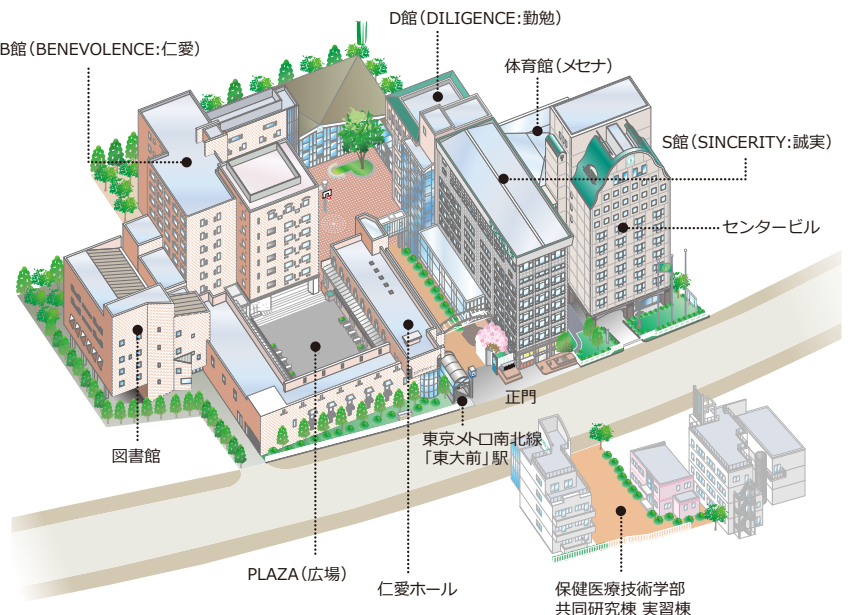 D館（DILIGENCE:勤勉）
B館（BENEVOLENCE:仁愛）
体育館（メセナ）
S館（SINCERITY:誠実）
センタービル
正門
東京メトロ南北線
「東大前」駅
図書館
PLAZA（広場）
仁愛ホール
保健医療技術学部
共同研究棟 実習棟